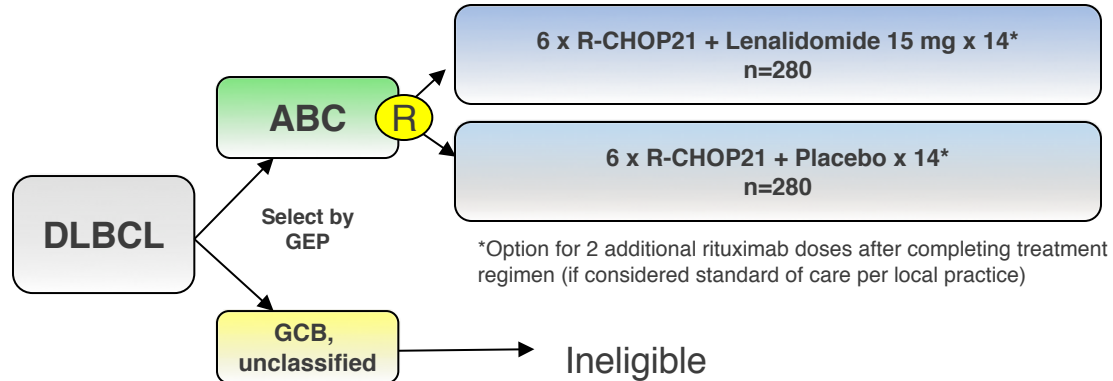 6 x R-CHOP21 + Lenalidomide 15 mg x 14*
n=280
ABC
R
6 x R-CHOP21 + Placebo x 14*
n=280
DLBCL
Select by
GEP
*Option for 2 additional rituximab doses after completing treatment
regimen (if considered standard of care per local practice)
GCB,
unclassified
Ineligible